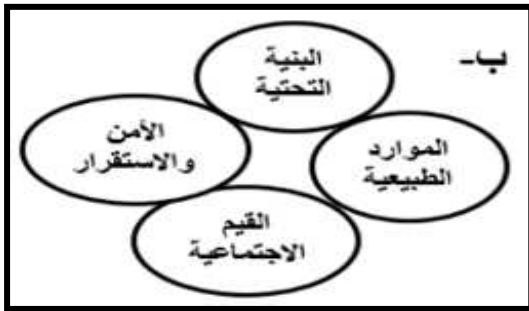 ب-
البنية
التحتية
الموارد
الطبيعية
الأمن
والاستقرار
القيم
الاجتماعية